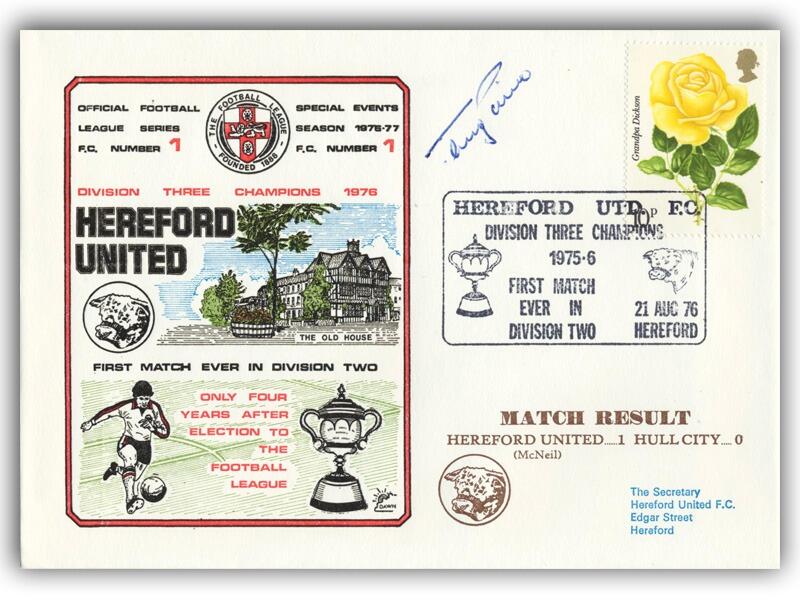 OFFICIAL FOOTBALL
LEAGUE SERIES
F.C. NUMBER 1
THE FOOTBALL LEAGUE
FOUNDED 1888
SPECIAL EVENTS
SEASON 1976-77
F.C. NUMBER 1
DIVISION THREE CHAMPIONS 1976
HEREFORD
UNITED
THE OLD HOUSE
FIRST MATCH EVER IN DIVISION TWO
ONLY FOUR
YEARS AFTER
ELECTION TO
THE
FOOTBALL
LEAGUE
DAWN
Grandpa Dickson
10p
HEREFORD UTD F.C.
DIVISION THREE CHAMPIONS
1975·6
FIRST MATCH
EVER IN
DIVISION TWO
21 AUG 76
HEREFORD
MATCH RESULT
HEREFORD UNITED.....1 HULL CITY.... 0
(McNeil)
The Secretary
Hereford United F.C.
Edgar Street
Hereford